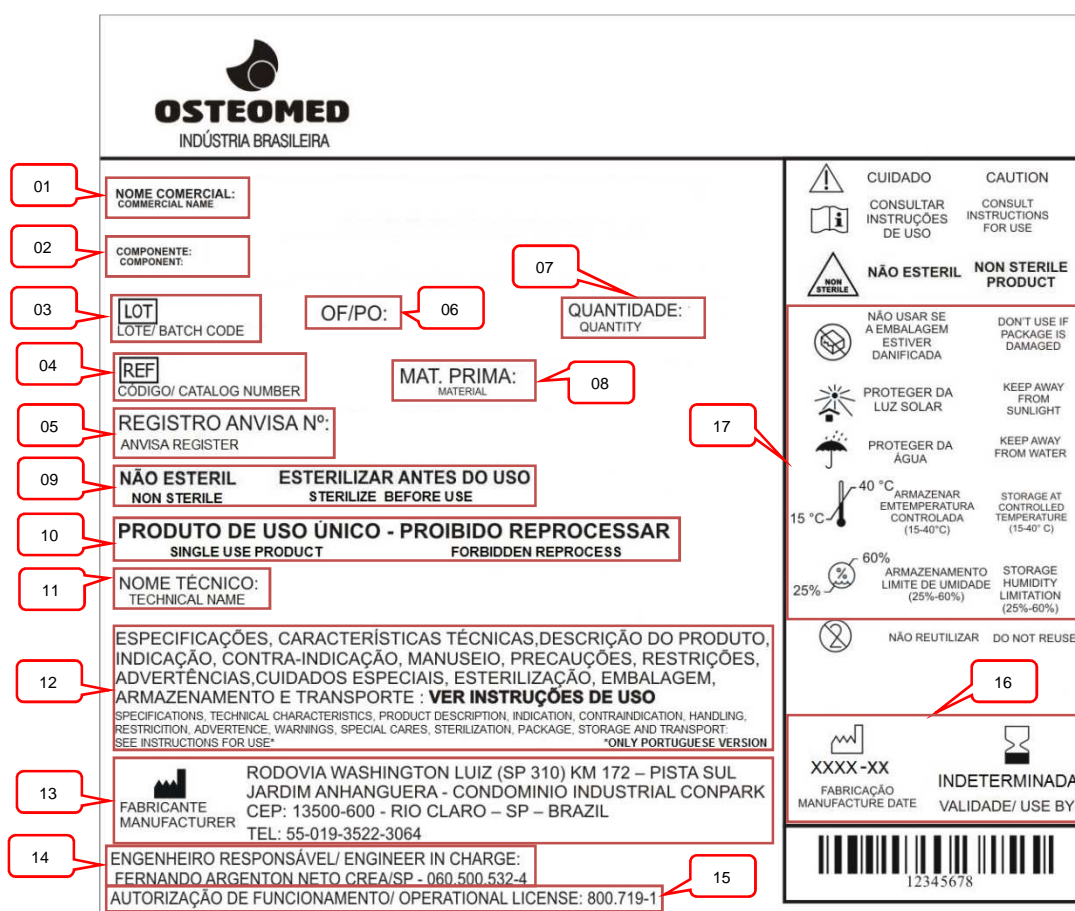 OSTEOMED
INDÚSTRIA BRASILEIRA
01
NOME COMERCIAL:
COMMERCIAL NAME
02
COMPONENTE:
COMPONENT:
03
LOT
LOTE/ BATCH CODE
OF/PO:
06
07
QUANTIDADE:
QUANTITY
04
REF
CÓDIGO/ CATALOG NUMBER
MAT. PRIMA:
MATERIAL
08
05
REGISTRO ANVISA Nº:
ANVISA REGISTER
09
NÃO ESTERIL ESTERILIZAR ANTES DO USO
NON STERILE STERILIZE BEFORE USE
10
PRODUTO DE USO ÚNICO - PROIBIDO REPROCESSAR
SINGLE USE PRODUCT FORBIDDEN REPROCESS
11
NOME TÉCNICO:
TECHNICAL NAME
12
ESPECIFICAÇÕES, CARACTERÍSTICAS TÉCNICAS,DESCRIÇÃO DO PRODUTO,
INDICAÇÃO, CONTRA-INDICAÇÃO, MANUSEIO, PRECAUÇÕES, RESTRIÇÕES,
ADVERTÊNCIAS,CUIDADOS ESPECIAIS, ESTERILIZAÇÃO, EMBALAGEM,
ARMAZENAMENTO E TRANSPORTE : VER INSTRUÇÕES DE USO
SPECIFICATIONS, TECHNICAL CHARACTERISTICS, PRODUCT DESCRIPTION, INDICATION, CONTRAINDICATION, HANDLING,
RESTRICITION, ADVERTENCE, WARNINGS, SPECIAL CARES, STERILIZATION, PACKAGE, STORAGE AND TRANSPORT:
SEE INSTRUCTIONS FOR USE* *ONLY PORTUGUESE VERSION
13
FABRICANTE
MANUFACTURER
RODOVIA WASHINGTON LUIZ (SP 310) KM 172 – PISTA SUL
JARDIM ANHANGUERA - CONDOMINIO INDUSTRIAL CONPARK
CEP: 13500-600 - RIO CLARO – SP – BRAZIL
TEL: 55-019-3522-3064
14
ENGENHEIRO RESPONSÁVEL/ ENGINEER IN CHARGE:
FERNANDO ARGENTON NETO CREA/SP - 060.500.532-4
15
AUTORIZAÇÃO DE FUNCIONAMENTO/ OPERATIONAL LICENSE: 800.719-1
CUIDADO CAUTION
CONSULTAR
INSTRUÇÕES
DE USO
CONSULT
INSTRUCTIONS
FOR USE
NON
STERILE
NÃO ESTERIL
NON STERILE
PRODUCT
17
NÃO USAR SE
A EMBALAGEM
ESTIVER
DANIFICADA
DON'T USE IF
PACKAGE IS
DAMAGED
PROTEGER DA
LUZ SOLAR
KEEP AWAY
FROM
SUNLIGHT
PROTEGER DA
ÁGUA
KEEP AWAY
FROM WATER
40 °C
15 °C
ARMAZENAR
EMTEMPERATURA
CONTROLADA
(15-40°C)
STORAGE AT
CONTROLLED
TEMPERATURE
(15-40° C)
60%
%
25%
ARMAZENAMENTO
LIMITE DE UMIDADE
(25%-60%)
STORAGE
HUMIDITY
LIMITATION
(25%-60%)
2
NÃO REUTILIZAR DO NOT REUSE
16
XXXX-XX
FABRICAÇÃO
MANUFACTURE DATE
INDETERMINADA
VALIDADE/ USE BY
12345678